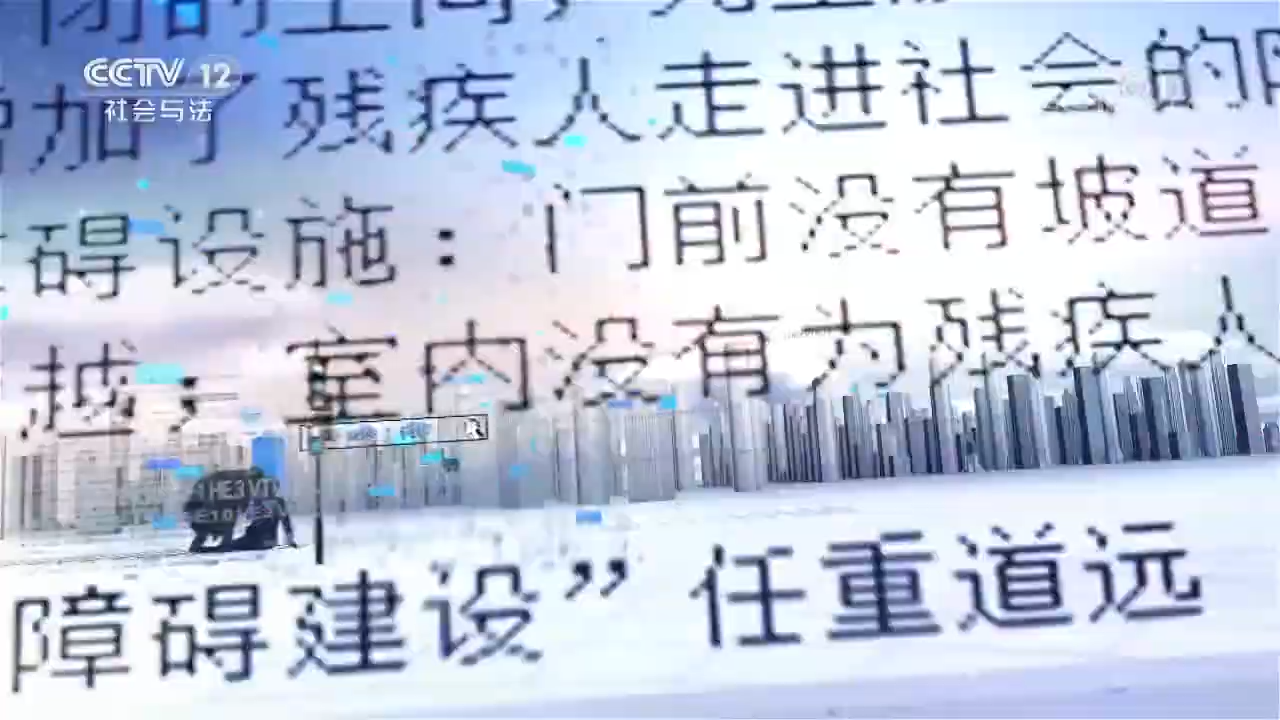 CCTV 12
社会与法
加了残疾人走进社会的
碍设施：门前没有坡道
越；室内没有为残疾人
障碍建设”任重道远